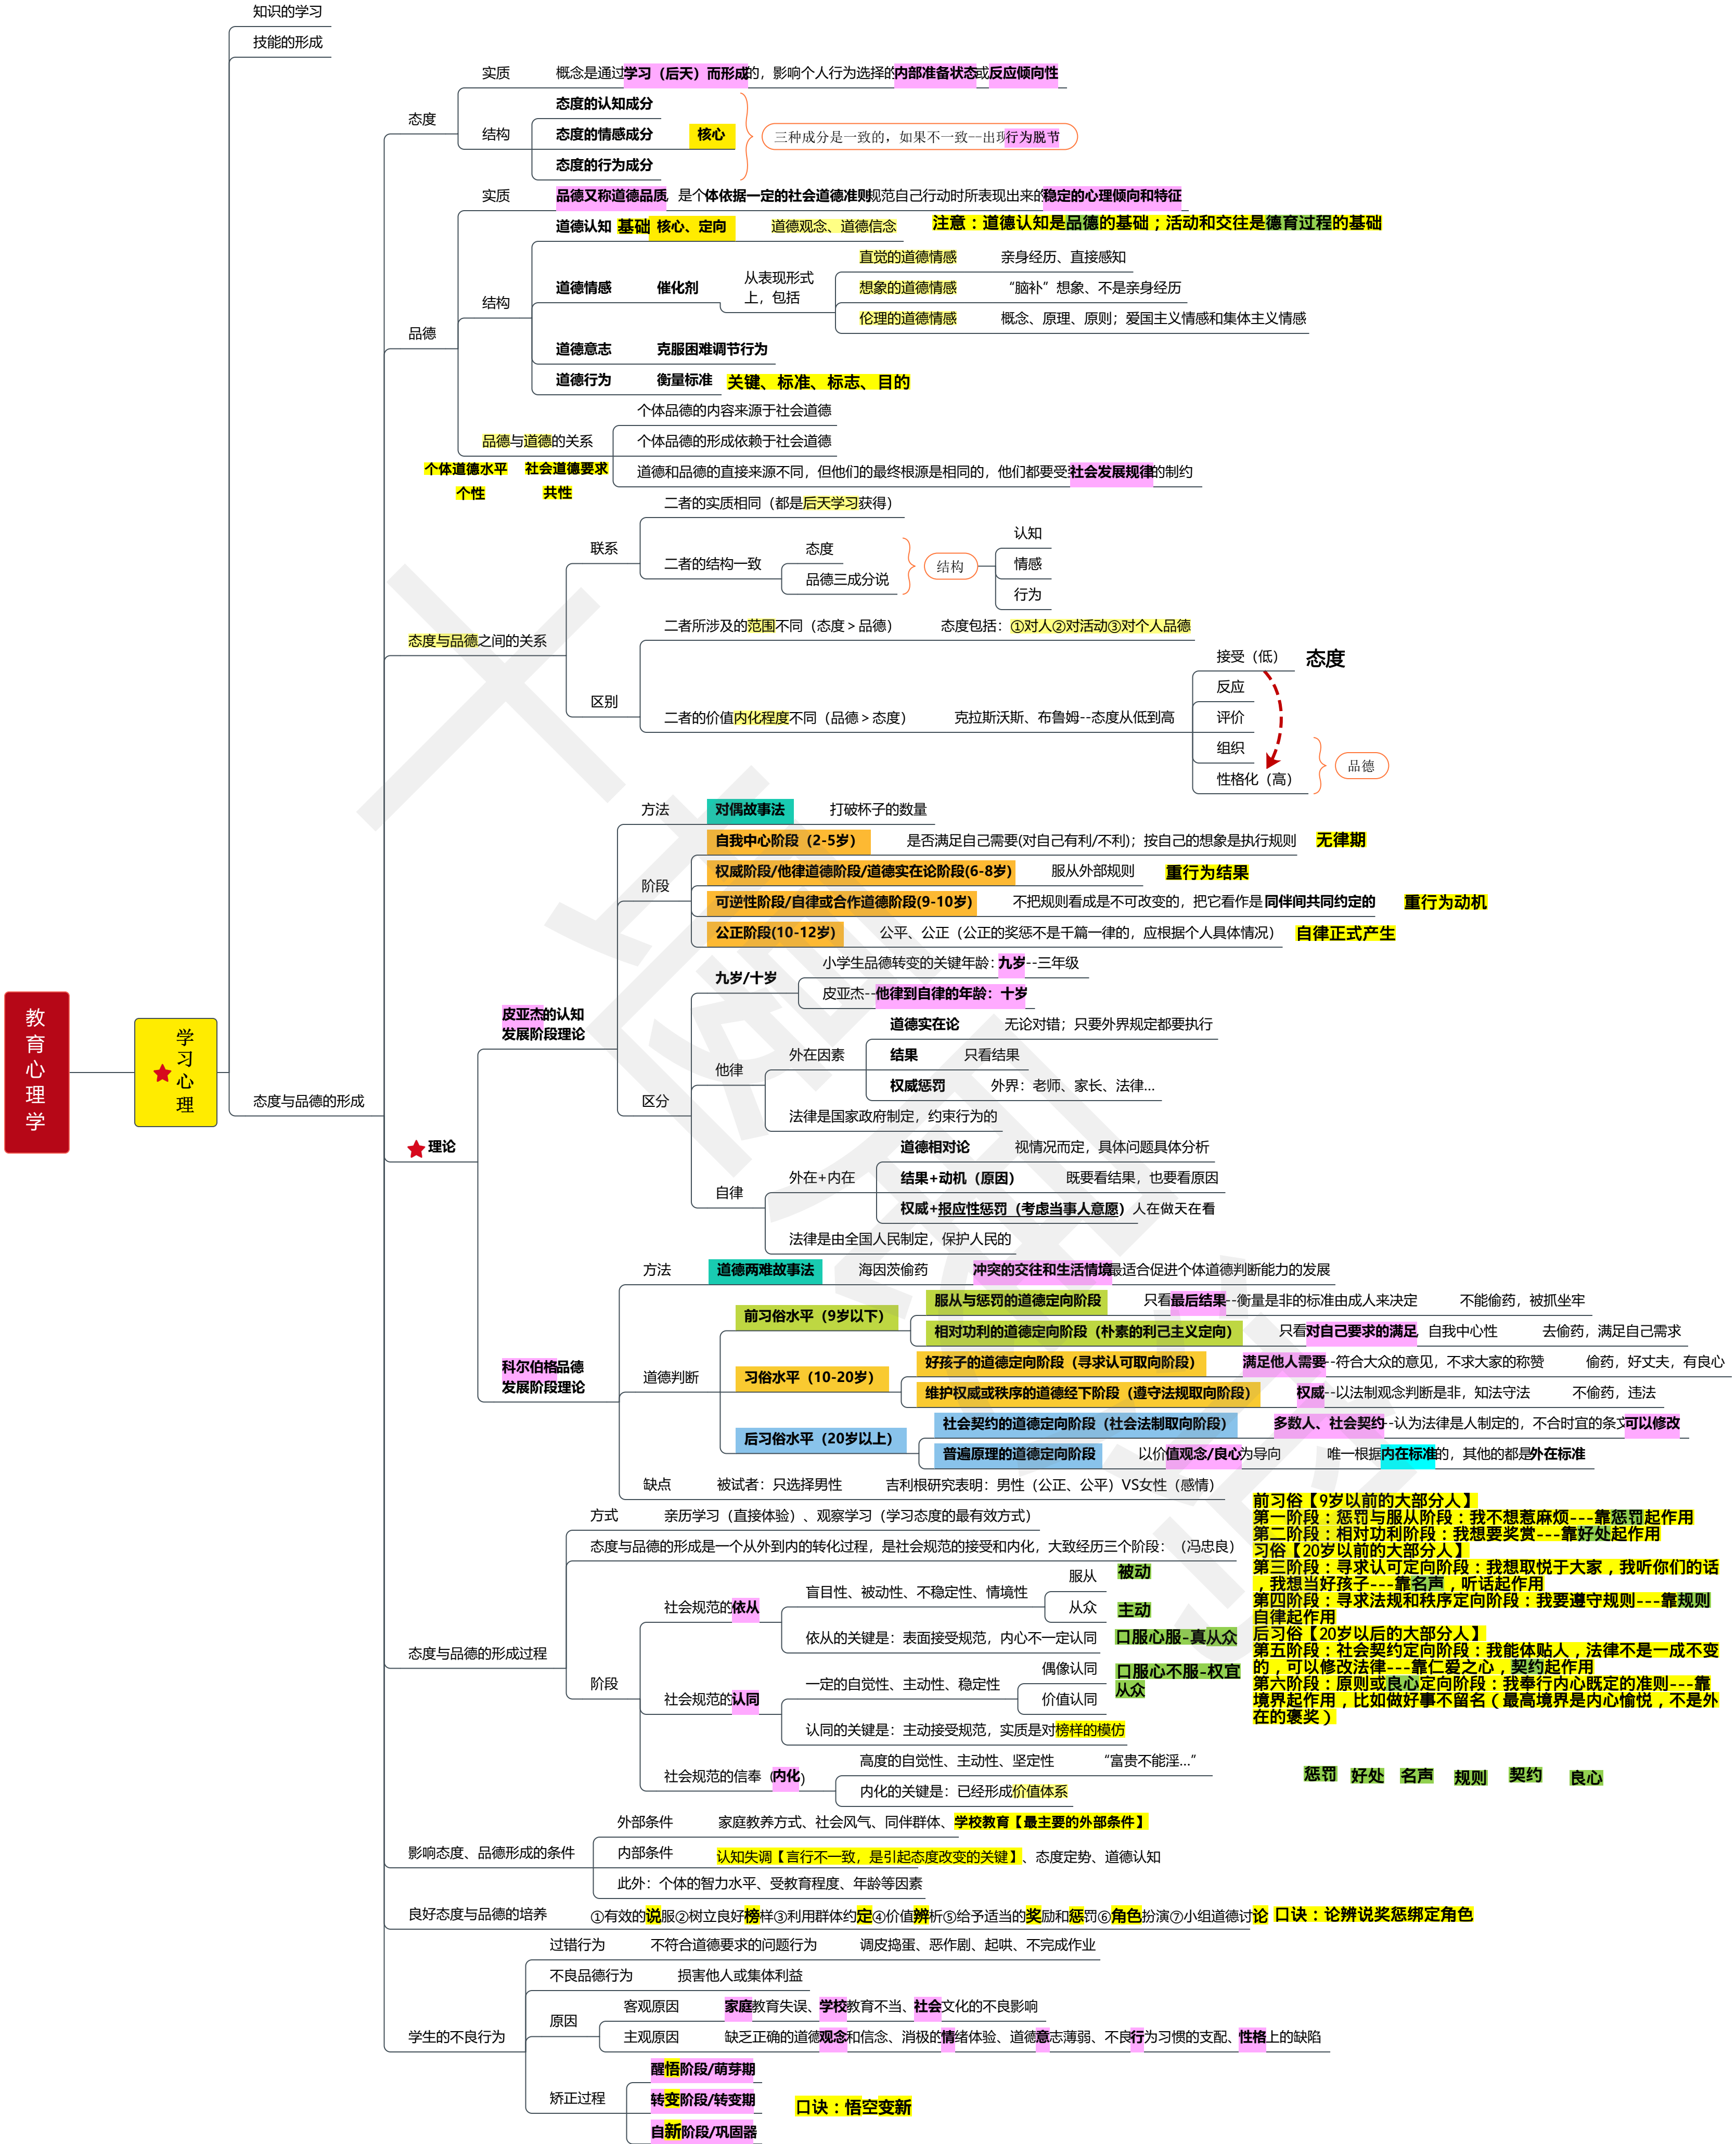 知识的学习
技能的形成
实质 概念是通过学习（后天）而形成的，影响个人行为选择的内部准备状态或反应倾向性
态度的认知成分
态度
结构 态度的情感成分 核心 三种成分是一致的，如果不一致--出现行为脱节
态度的行为成分
实质 品德又称道德品质，是个体依据一定的社会道德准则规范自己行动时所表现出来的稳定的心理倾向和特征
道德认知 基础 核心、定向 道德观念、道德信念 注意：道德认知是品德的基础；活动和交往是德育过程的基础
直觉的道德情感 亲身经历、直接感知
结构 道德情感 催化剂 从表现形式
上，包括
想象的道德情感 “脑补”想象、不是亲身经历
伦理的道德情感 概念、原理、原则；爱国主义情感和集体主义情感
品德
道德意志 克服困难调节行为
道德行为 衡量标准 关键、标准、标志、目的
个体品德的内容来源于社会道德
品德与道德的关系 个体品德的形成依赖于社会道德
个体道德水平 社会道德要求
个性 共性
道德和品德的直接来源不同，但他们的最终根源是相同的，他们都要受社会发展规律的制约
二者的实质相同（都是后天学习获得）
联系
二者的结构一致
态度
品德三成分说
结构
认知
情感
行为
态度与品德之间的关系
二者所涉及的范围不同（态度＞品德） 态度包括：①对人②对活动③对个人品德
区别
二者的价值内化程度不同（品德＞态度） 克拉斯沃斯、布鲁姆--态度从低到高
接受（低） 态度
反应
评价
组织
性格化（高）
品德
方法 对偶故事法 打破杯子的数量
自我中心阶段（2-5岁） 是否满足自己需要(对自己有利/不利)；按自己的想象是执行规则 无律期
阶段
权威阶段/他律道德阶段/道德实在论阶段(6-8岁) 服从外部规则 重行为结果
可逆性阶段/自律或合作道德阶段(9-10岁) 不把规则看成是不可改变的，把它看作是同伴间共同约定的 重行为动机
公正阶段(10-12岁) 公平、公正（公正的奖惩不是千篇一律的，应根据个人具体情况） 自律正式产生
九岁/十岁
小学生品德转变的关键年龄：九岁--三年级
皮亚杰--他律到自律的年龄：十岁
皮亚杰的认知
发展阶段理论
区分
他律
外在因素
道德实在论 无论对错；只要外界规定都要执行
结果 只看结果
权威惩罚 外界：老师、家长、法律...
法律是国家政府制定，约束行为的
自律
外在+内在
道德相对论 视情况而定，具体问题具体分析
结果+动机（原因） 既要看结果，也要看原因
权威+报应性惩罚（考虑当事人意愿）人在做天在看
法律是由全国人民制定，保护人民的
教育心理学
学习心理
态度与品德的形成
理论
方法 道德两难故事法 海因茨偷药 冲突的交往和生活情境最适合促进个体道德判断能力的发展
前习俗水平（9岁以下）
服从与惩罚的道德定向阶段 只看最后结果--衡量是非的标准由成人来决定 不能偷药，被抓坐牢
相对功利的道德定向阶段（朴素的利己主义定向） 只看对自己要求的满足，自我中心性 去偷药，满足自己需求
科尔伯格品德
发展阶段理论
道德判断
习俗水平（10-20岁）
好孩子的道德定向阶段（寻求认可取向阶段） 满足他人需要--符合大众的意见，不求大家的称赞 偷药，好丈夫，有良心
维护权威或秩序的道德经下阶段（遵守法规取向阶段） 权威--以法制观念判断是非，知法守法 不偷药，违法
后习俗水平（20岁以上）
社会契约的道德定向阶段（社会法制取向阶段） 多数人、社会契约--认为法律是人制定的，不合时宜的条文可以修改
普遍原理的道德定向阶段 以价值观念/良心为导向 唯一根据内在标准的，其他的都是外在标准
缺点 被试者：只选择男性 吉利根研究表明：男性（公正、公平）VS女性（感情）
前习俗【9岁以前的大部分人】
第一阶段：惩罚与服从阶段：我不想惹麻烦---靠惩罚起作用
第二阶段：相对功利阶段：我想要奖赏---靠好处起作用
习俗【20岁以前的大部分人】
第三阶段：寻求认可定向阶段：我想取悦于大家，我听你们的话
，我想当好孩子---靠名声，听话起作用
第四阶段：寻求法规和秩序定向阶段：我要遵守规则---靠规则
自律起作用
后习俗【20岁以后的大部分人】
第五阶段：社会契约定向阶段：我能体贴人，法律不是一成不变
的，可以修改法律---靠仁爱之心，契约起作用
第六阶段：原则或良心定向阶段：我奉行内心既定的准则---靠
境界起作用，比如做好事不留名（最高境界是内心愉悦，不是外
在的褒奖）
惩罚 好处 名声 规则 契约 良心
方式 亲历学习（直接体验）、观察学习（学习态度的最有效方式）
态度与品德的形成是一个从外到内的转化过程，是社会规范的接受和内化，大致经历三个阶段：（冯忠良）
态度与品德的形成过程
阶段
社会规范的依从
盲目性、被动性、不稳定性、情境性
服从 被动
从众 主动
依从的关键是：表面接受规范，内心不一定认同 口服心服-真从众
口服心不服-权宜
从众
社会规范的认同
一定的自觉性、主动性、稳定性
偶像认同
价值认同
认同的关键是：主动接受规范，实质是对榜样的模仿
社会规范的信奉（内化）
高度的自觉性、主动性、坚定性 “富贵不能淫...”
内化的关键是：已经形成价值体系
影响态度、品德形成的条件
外部条件 家庭教养方式、社会风气、同伴群体、学校教育【最主要的外部条件】
内部条件 认知失调【言行不一致，是引起态度改变的关键】、态度定势、道德认知
此外：个体的智力水平、受教育程度、年龄等因素
良好态度与品德的培养 ①有效的说服②树立良好榜样③利用群体约定④价值辨析⑤给予适当的奖励和惩罚⑥角色扮演⑦小组道德讨论 口诀：论辨说奖惩绑定角色
学生的不良行为
过错行为 不符合道德要求的问题行为 调皮捣蛋、恶作剧、起哄、不完成作业
不良品德行为 损害他人或集体利益
原因
客观原因 家庭教育失误、学校教育不当、社会文化的不良影响
主观原因 缺乏正确的道德观念和信念、消极的情绪体验、道德意志薄弱、不良行为习惯的支配、性格上的缺陷
矫正过程
醒悟阶段/萌芽期
转变阶段/转变期 口诀：悟空变新
自新阶段/巩固器